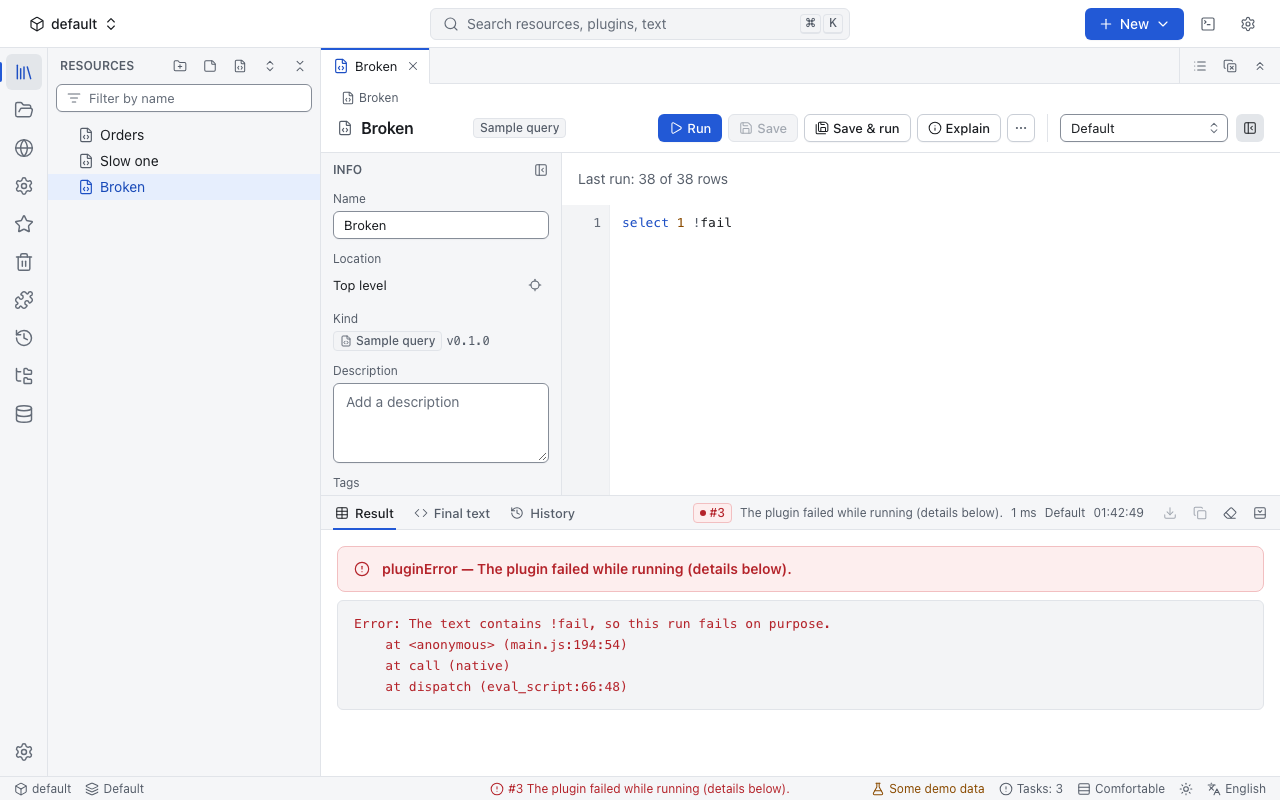 default
Search resources, plugins, text
⌘ K
New
RESOURCES
Filter by name
Orders
Slow one
Broken
Broken
Broken
Broken
Sample query
Run
Save
Save & run
Explain
Default
INFO
Name
Broken
Location
Top level
Kind
Sample query v0.1.0
Description
Add a description
Tags
Last run: 38 of 38 rows
1 select 1 !fail
Result
Final text
History
#3 The plugin failed while running (details below). 1 ms Default 01:42:49
pluginError — The plugin failed while running (details below).
Error: The text contains !fail, so this run fails on purpose.
at <anonymous> (main.js:194:54)
at call (native)
at dispatch (eval_script:66:48)
default
Default
#3 The plugin failed while running (details below).
Some demo data
Tasks: 3
Comfortable
English